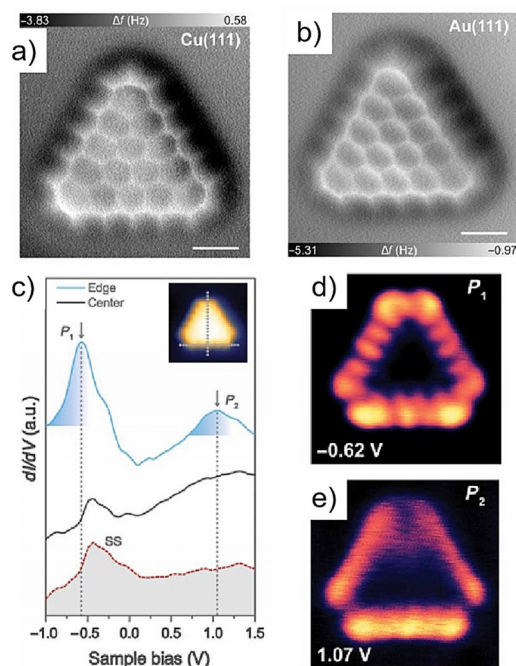 −3.83 Δf (Hz) 0.58
a) Cu(111)
b) Au(111)
−5.31 Δf (Hz) −0.97
c)
Edge
Center
P1
P2
SS
dI/dV (a.u.)
−1.0 −0.5 0.0 0.5 1.0 1.5
Sample bias (V)
d) P1
−0.62 V
e) P2
1.07 V